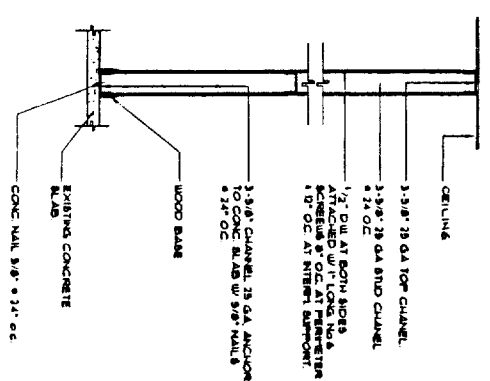 CEILING
3-5/8" 25 GA TOP CHANEL.
3-5/8" 25 GA STUD CHANEL
@ 24 O.C.
1/2" D.W. AT BOTH SIDES
ATTACHED W/ 1" LONG No 6
SCREWS 8" O.C. AT PERIMETER
& 12" O.C. AT INTERM. SUPPORT.
3-5/8" CHANNEL 25 GA. ANCHOR
TO CONC. SLAB W/ 5/8" NAILS
@ 24" O.C.
WOOD BASE
EXISTING CONCRETE
SLAB
CONC. NAIL 5/8" @ 24" o.c.